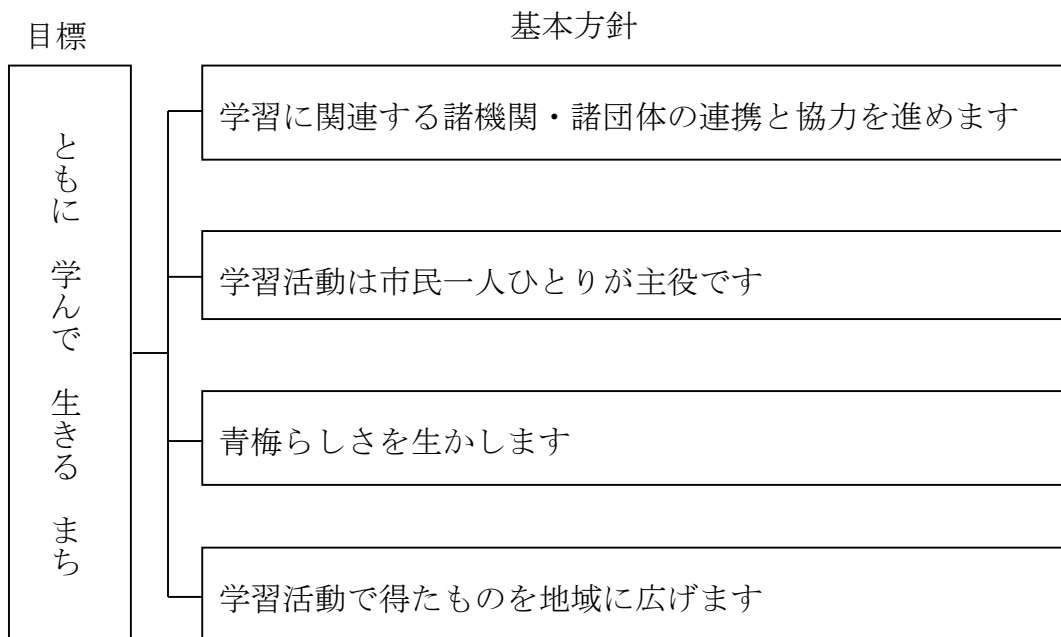 目標
基本方針
ともに 学んで 生きる まち
学習に関連する諸機関・諸団体の連携と協力を進めます
学習活動は市民一人ひとりが主役です
青梅らしさを生かします
学習活動で得たものを地域に広げます